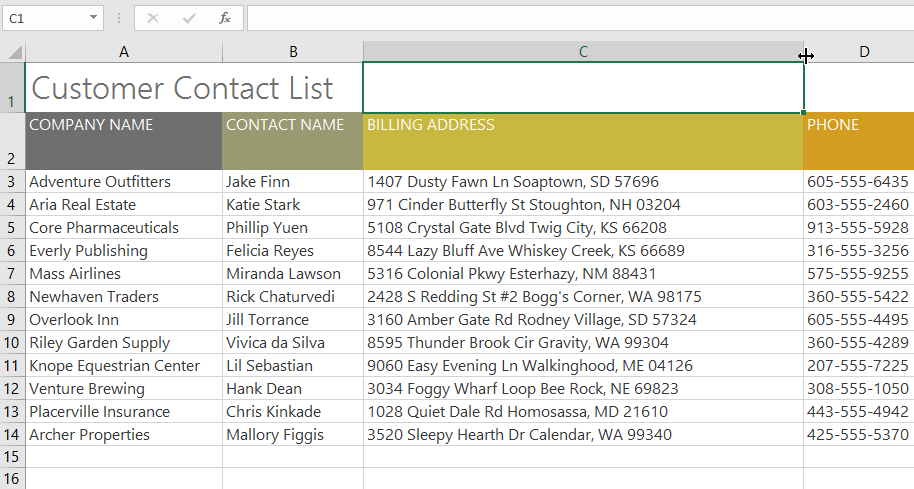 C1 fx
A B C D
1 Customer Contact List
2 COMPANY NAME CONTACT NAME BILLING ADDRESS PHONE
3 Adventure Outfitters Jake Finn 1407 Dusty Fawn Ln Soaptown, SD 57696 605-555-6435
4 Aria Real Estate Katie Stark 971 Cinder Butterfly St Stoughton, NH 03204 603-555-2460
5 Core Pharmaceuticals Phillip Yuen 5108 Crystal Gate Blvd Twig City, KS 66208 913-555-5928
6 Everly Publishing Felicia Reyes 8544 Lazy Bluff Ave Whiskey Creek, KS 66689 316-555-3256
7 Mass Airlines Miranda Lawson 5316 Colonial Pkwy Esterhazy, NM 88431 575-555-9255
8 Newhaven Traders Rick Chaturvedi 2428 S Redding St #2 Bogg's Corner, WA 98175 360-555-5422
9 Overlook Inn Jill Torrance 3160 Amber Gate Rd Rodney Village, SD 57324 605-555-4495
10 Riley Garden Supply Vivica da Silva 8595 Thunder Brook Cir Gravity, WA 99304 360-555-4289
11 Knope Equestrian Center Lil Sebastian 9060 Easy Evening Ln Walkinghood, ME 04126 207-555-7225
12 Venture Brewing Hank Dean 3034 Foggy Wharf Loop Bee Rock, NE 69823 308-555-1050
13 Placerville Insurance Chris Kinkade 1028 Quiet Dale Rd Homosassa, MD 21610 443-555-4942
14 Archer Properties Mallory Figgis 3520 Sleepy Hearth Dr Calendar, WA 99340 425-555-5370
15
16